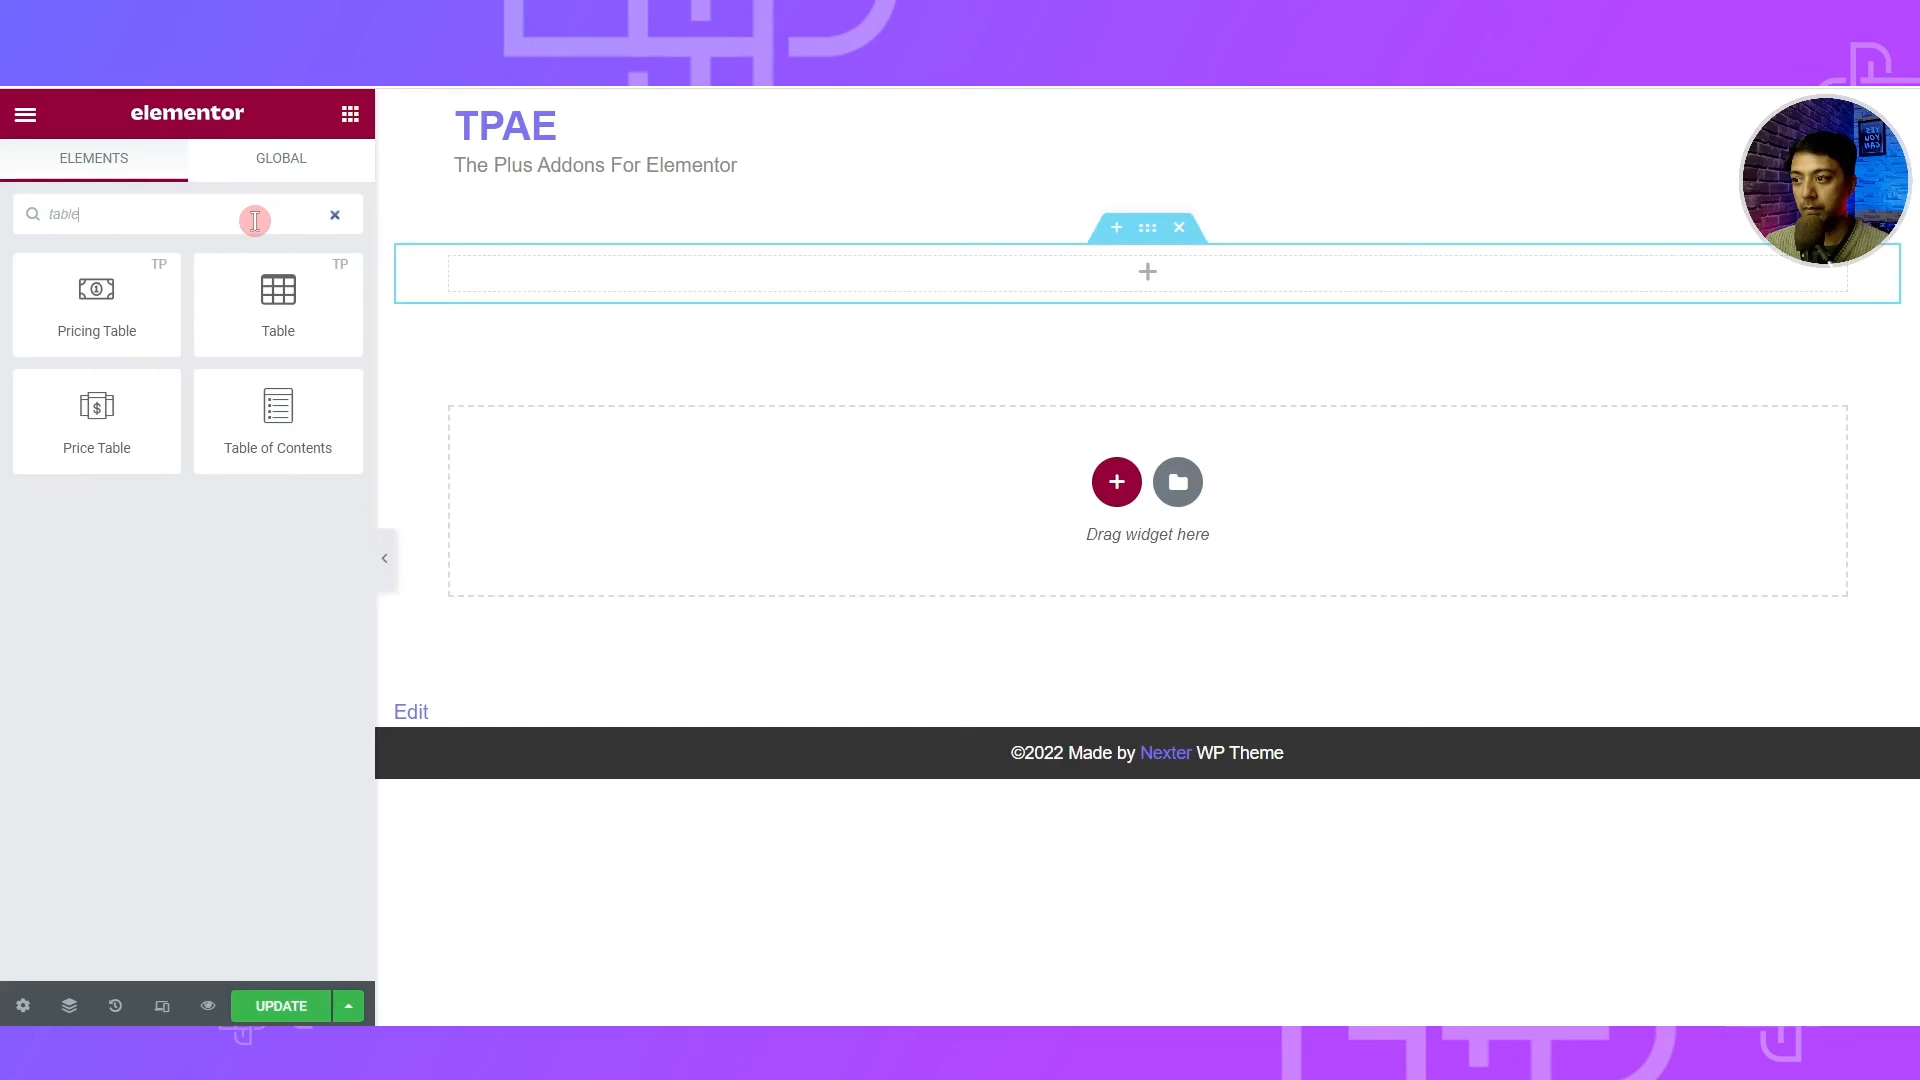 elementor
ELEMENTS
GLOBAL
table
TP
Pricing Table
TP
Table
Price Table
Table of Contents
UPDATE
TPAE
The Plus Addons For Elementor
Drag widget here
Edit
©2022 Made by Nexter WP Theme